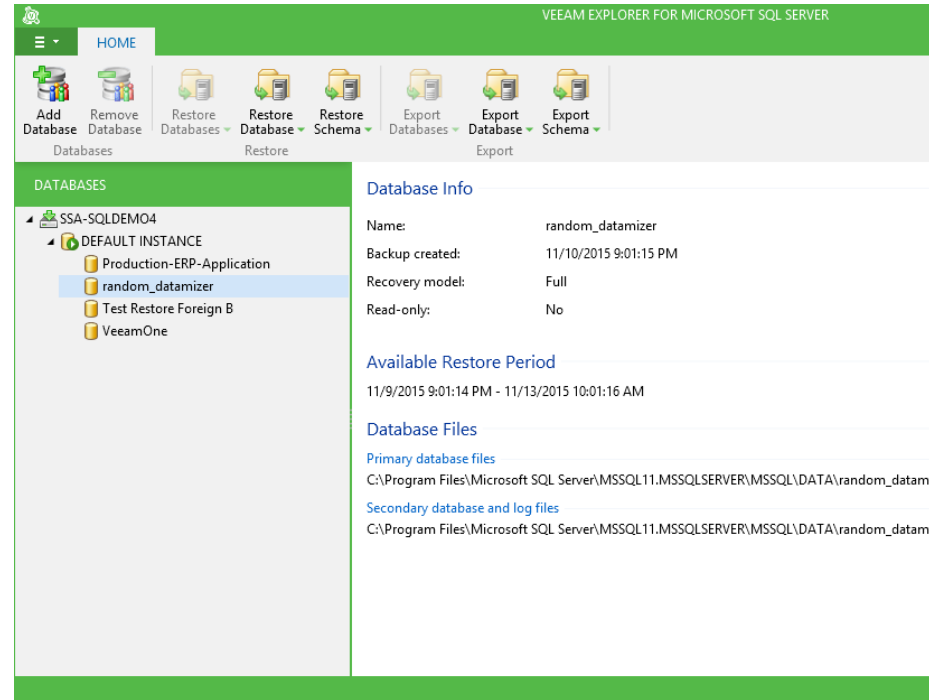 VEEAM EXPLORER FOR MICROSOFT SQL SERVER
HOME
Add Database
Remove Database
Restore Databases
Restore Database
Restore Schema
Export Databases
Export Database
Export Schema
Databases
Restore
Export
DATABASES
SSA-SQLDEMO4
DEFAULT INSTANCE
Production-ERP-Application
random_datamizer
Test Restore Foreign B
VeeamOne
Database Info
Name: random_datamizer
Backup created: 11/10/2015 9:01:15 PM
Recovery model: Full
Read-only: No
Available Restore Period
11/9/2015 9:01:14 PM - 11/13/2015 10:01:16 AM
Database Files
Primary database files
C:\Program Files\Microsoft SQL Server\MSSQL11.MSSQLSERVER\MSSQL\DATA\random_datam
Secondary database and log files
C:\Program Files\Microsoft SQL Server\MSSQL11.MSSQLSERVER\MSSQL\DATA\random_datam